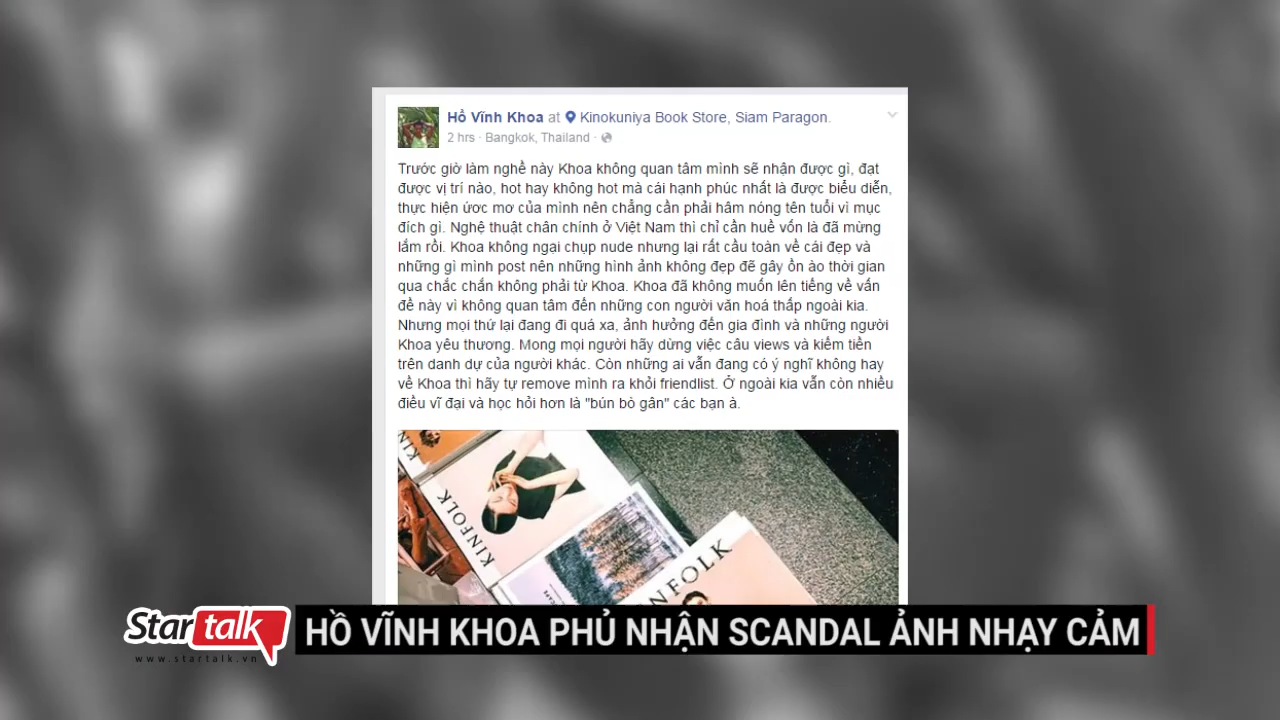 Hồ Vĩnh Khoa at Kinokuniya Book Store, Siam Paragon.
2 hrs · Bangkok, Thailand ·
Trước giờ làm nghề này Khoa không quan tâm mình sẽ nhận được gì, đạt
được vị trí nào, hot hay không hot mà cái hạnh phúc nhất là được biểu diễn,
thực hiện ước mơ của mình nên chẳng cần phải hâm nóng tên tuổi vì mục
đích gì. Nghệ thuật chân chính ở Việt Nam thì chỉ cần huề vốn là đã mừng
lắm rồi. Khoa không ngại chụp nude nhưng lại rất cầu toàn về cái đẹp và
những gì mình post nên những hình ảnh không đẹp đẽ gây ồn ào thời gian
qua chắc chắn không phải từ Khoa. Khoa đã không muốn lên tiếng về vấn
đề này vì không quan tâm đến những con người văn hoá thấp ngoài kia.
Nhưng mọi thứ lại đang đi quá xa, ảnh hưởng đến gia đình và những người
Khoa yêu thương. Mong mọi người hãy dừng việc câu views và kiếm tiền
trên danh dự của người khác. Còn những ai vẫn đang có ý nghĩ không hay
về Khoa thì hãy tự remove mình ra khỏi friendlist. Ở ngoài kia vẫn còn nhiều
điều vĩ đại và học hỏi hơn là "bún bò gân" các bạn à.
KINFOLK
KINFOLK
KINFOLK
Star talk
www.startalk.vn
HỒ VĨNH KHOA PHỦ NHẬN SCANDAL ẢNH NHẠY CẢM